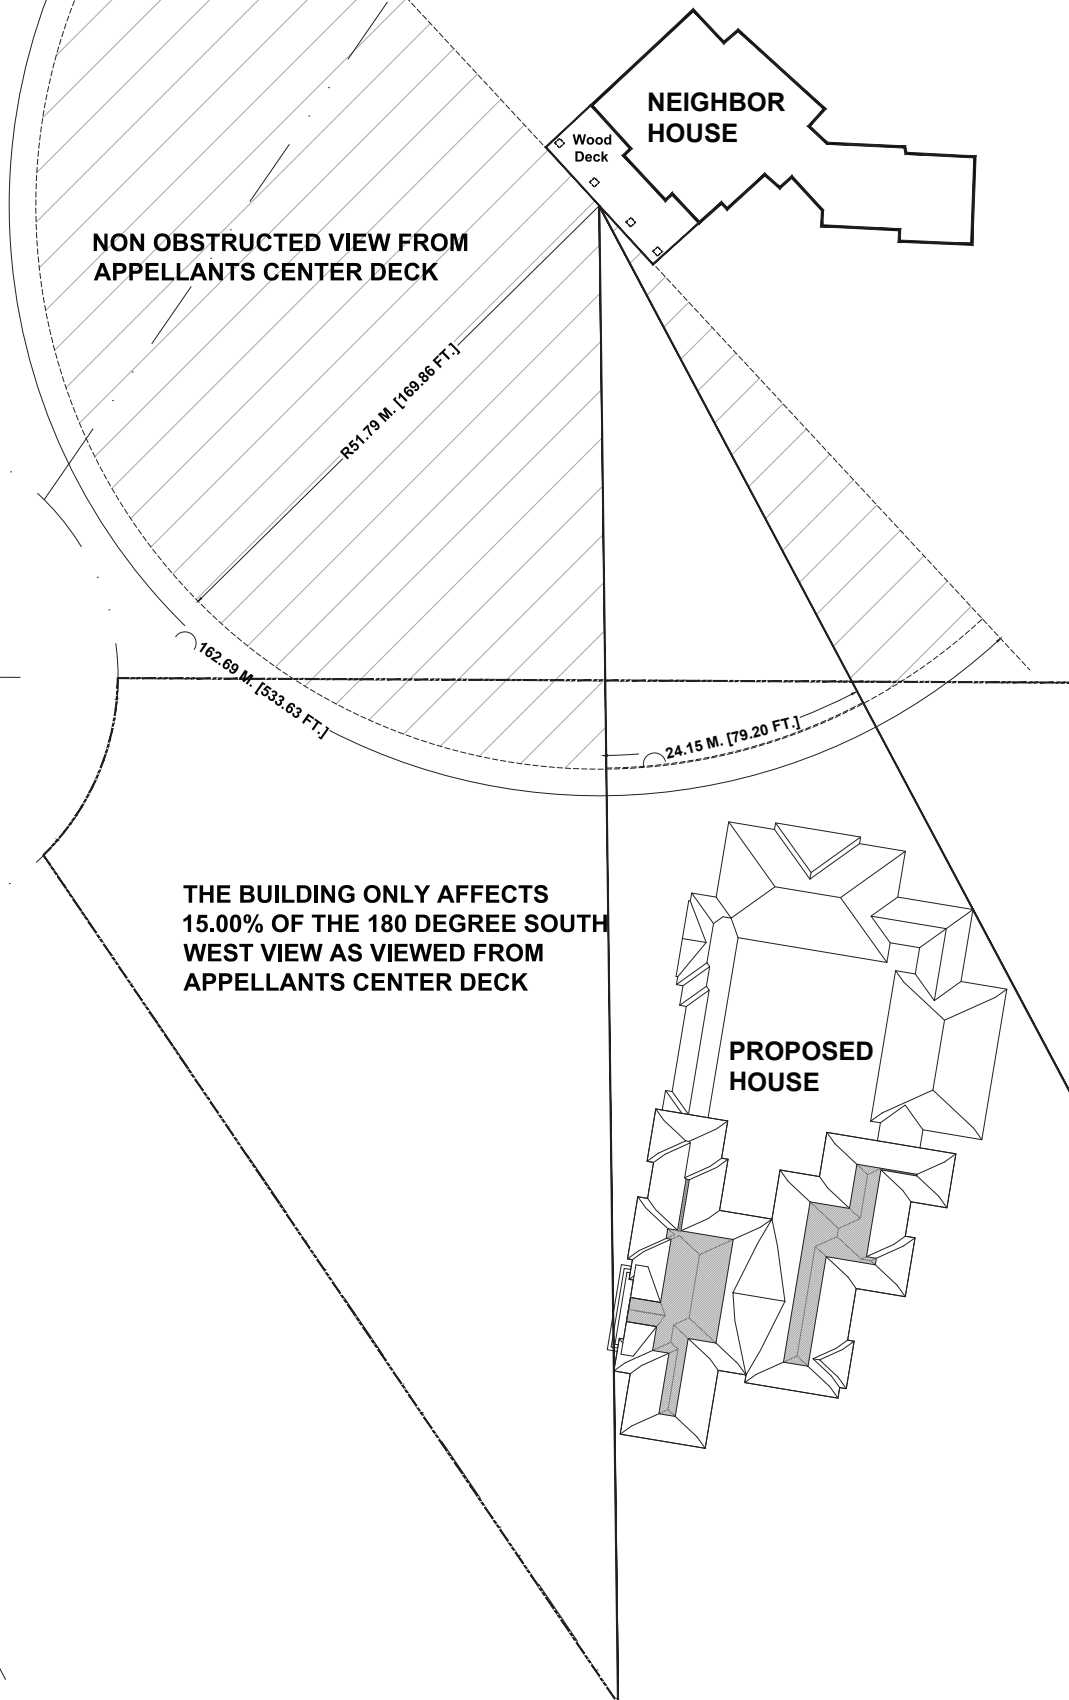 NEIGHBOR
HOUSE
Wood
Deck
NON OBSTRUCTED VIEW FROM
APPELLANTS CENTER DECK
R51.79 M. [169.86 FT.]
162.69 M. [533.63 FT.]
24.15 M. [79.20 FT.]
THE BUILDING ONLY AFFECTS
15.00% OF THE 180 DEGREE SOUTH
WEST VIEW AS VIEWED FROM
APPELLANTS CENTER DECK
PROPOSED
HOUSE